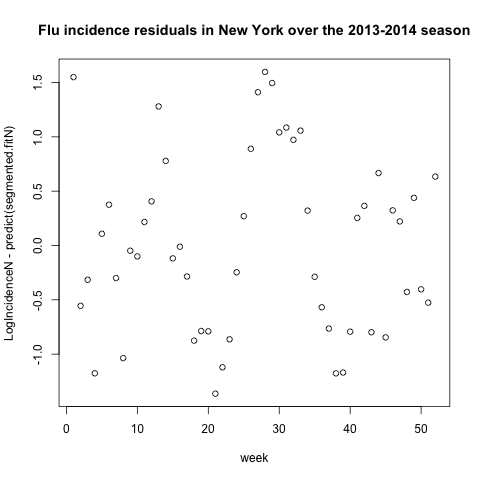 Flu incidence residuals in New York over the 2013-2014 season
LogIncidenceN - predict(segmented.fitN)
1.5
1.0
0.5
0.0
-0.5
-1.0
0 10 20 30 40 50
week